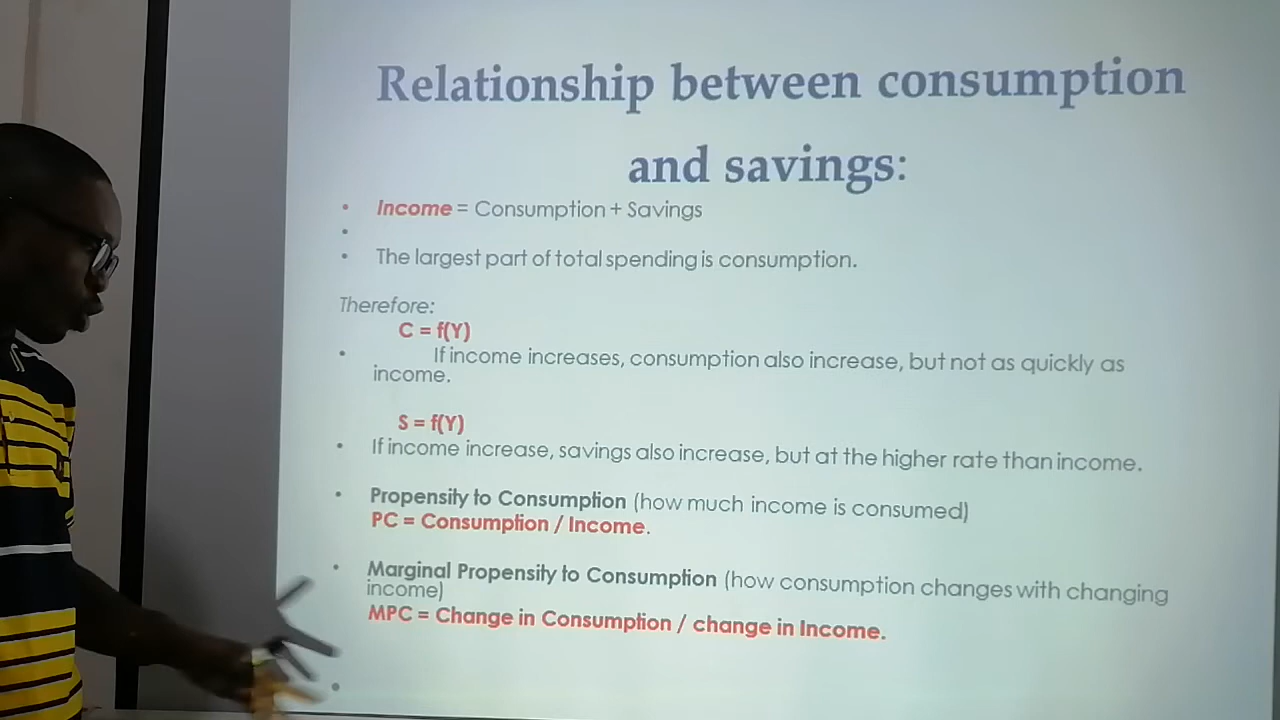 Relationship between consumption
and savings:
• Income = Consumption + Savings
•
• The largest part of total spending is consumption.
Therefore:
C = f(Y)
• If income increases, consumption also increase, but not as quickly as
income.
S = f(Y)
• If income increase, savings also increase, but at the higher rate than income.
• Propensity to Consumption (how much income is consumed)
PC = Consumption / Income.
• Marginal Propensity to Consumption (how consumption changes with changing
income)
MPC = Change in Consumption / change in Income.
•